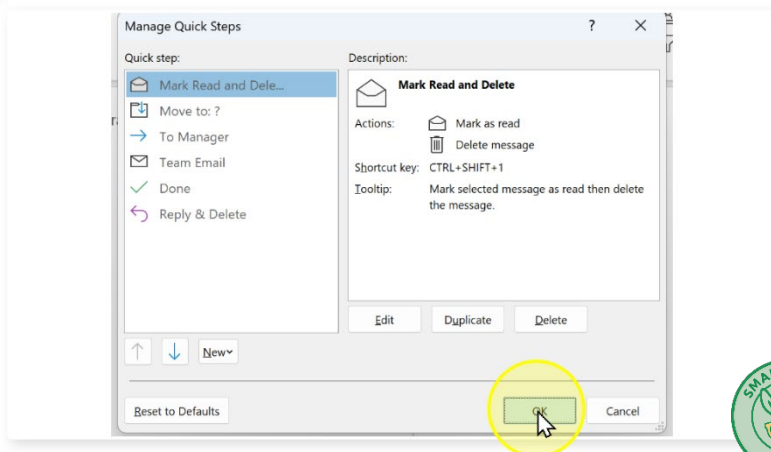 Manage Quick Steps
Quick step:
Mark Read and Dele...
Move to: ?
To Manager
Team Email
Done
Reply & Delete
New
Description:
Mark Read and Delete
Actions: Mark as read
Delete message
Shortcut key: CTRL+SHIFT+1
Tooltip: Mark selected message as read then delete
the message.
Edit Duplicate Delete
Reset to Defaults
OK Cancel